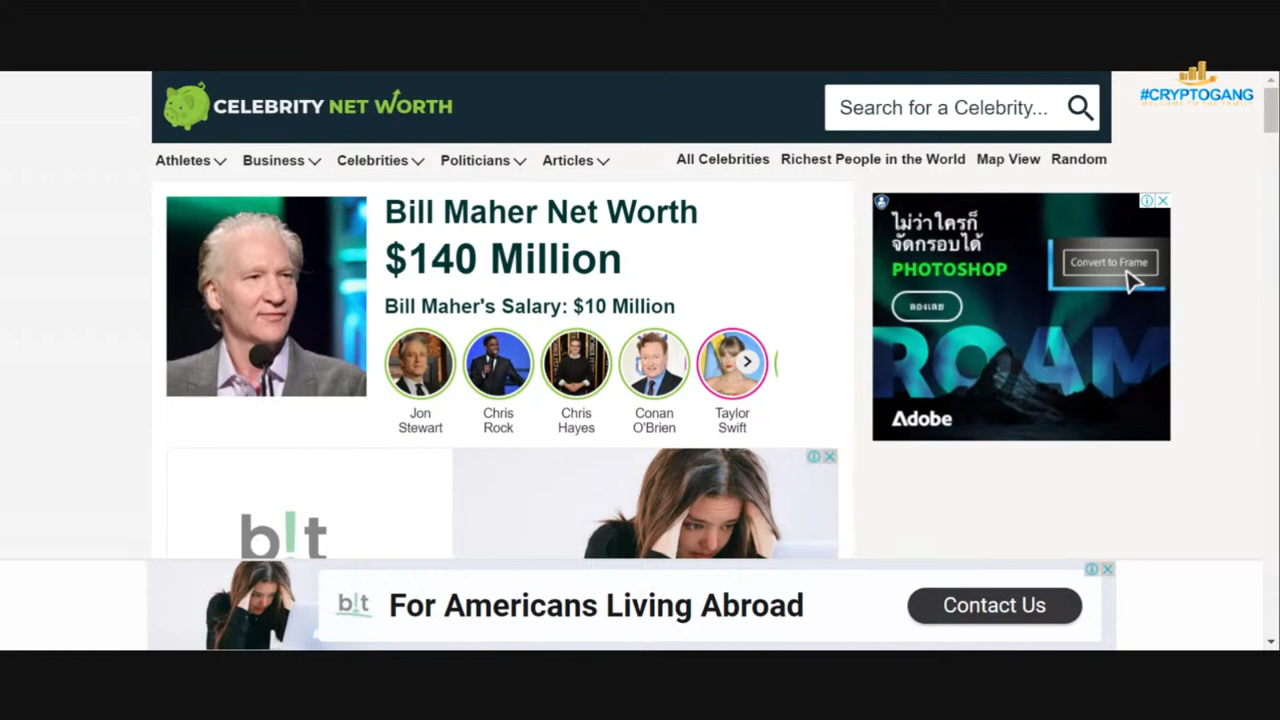 CELEBRITY NET WORTH
Search for a Celebrity...
#CRYPTOGANG
WELCOME TO THE FAMILY
Athletes
Business
Celebrities
Politicians
Articles
All Celebrities
Richest People in the World
Map View
Random
Bill Maher Net Worth
$140 Million
Bill Maher's Salary: $10 Million
Jon
Stewart
Chris
Rock
Chris
Hayes
Conan
O'Brien
Taylor
Swift
ไม่ว่าใครก็
จัดกรอบได้
PHOTOSHOP
ลองเลย
Convert to Frame
ROAM
Adobe
b!t
b!t
For Americans Living Abroad
Contact Us